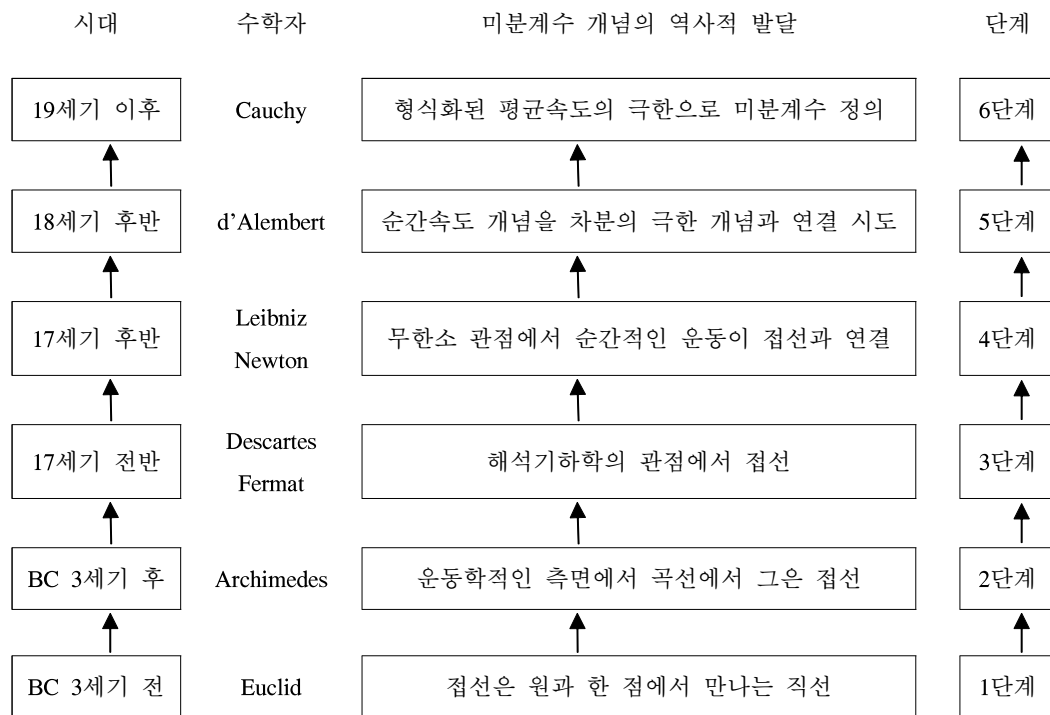 시대 수학자 미분계수 개념의 역사적 발달 단계
19세기 이후 Cauchy 형식화된 평균속도의 극한으로 미분계수 정의 6단계
18세기 후반 d’Alembert 순간속도 개념을 차분의 극한 개념과 연결 시도 5단계
Leibniz
17세기 후반 무한소 관점에서 순간적인 운동이 접선과 연결 4단계
Newton
Descartes
17세기 전반 해석기하학의 관점에서 접선 3단계
Fermat
BC 3세기 후 Archimedes 운동학적인 측면에서 곡선에서 그은 접선 2단계
BC 3세기 전 Euclid 접선은 원과 한 점에서 만나는 직선 1단계